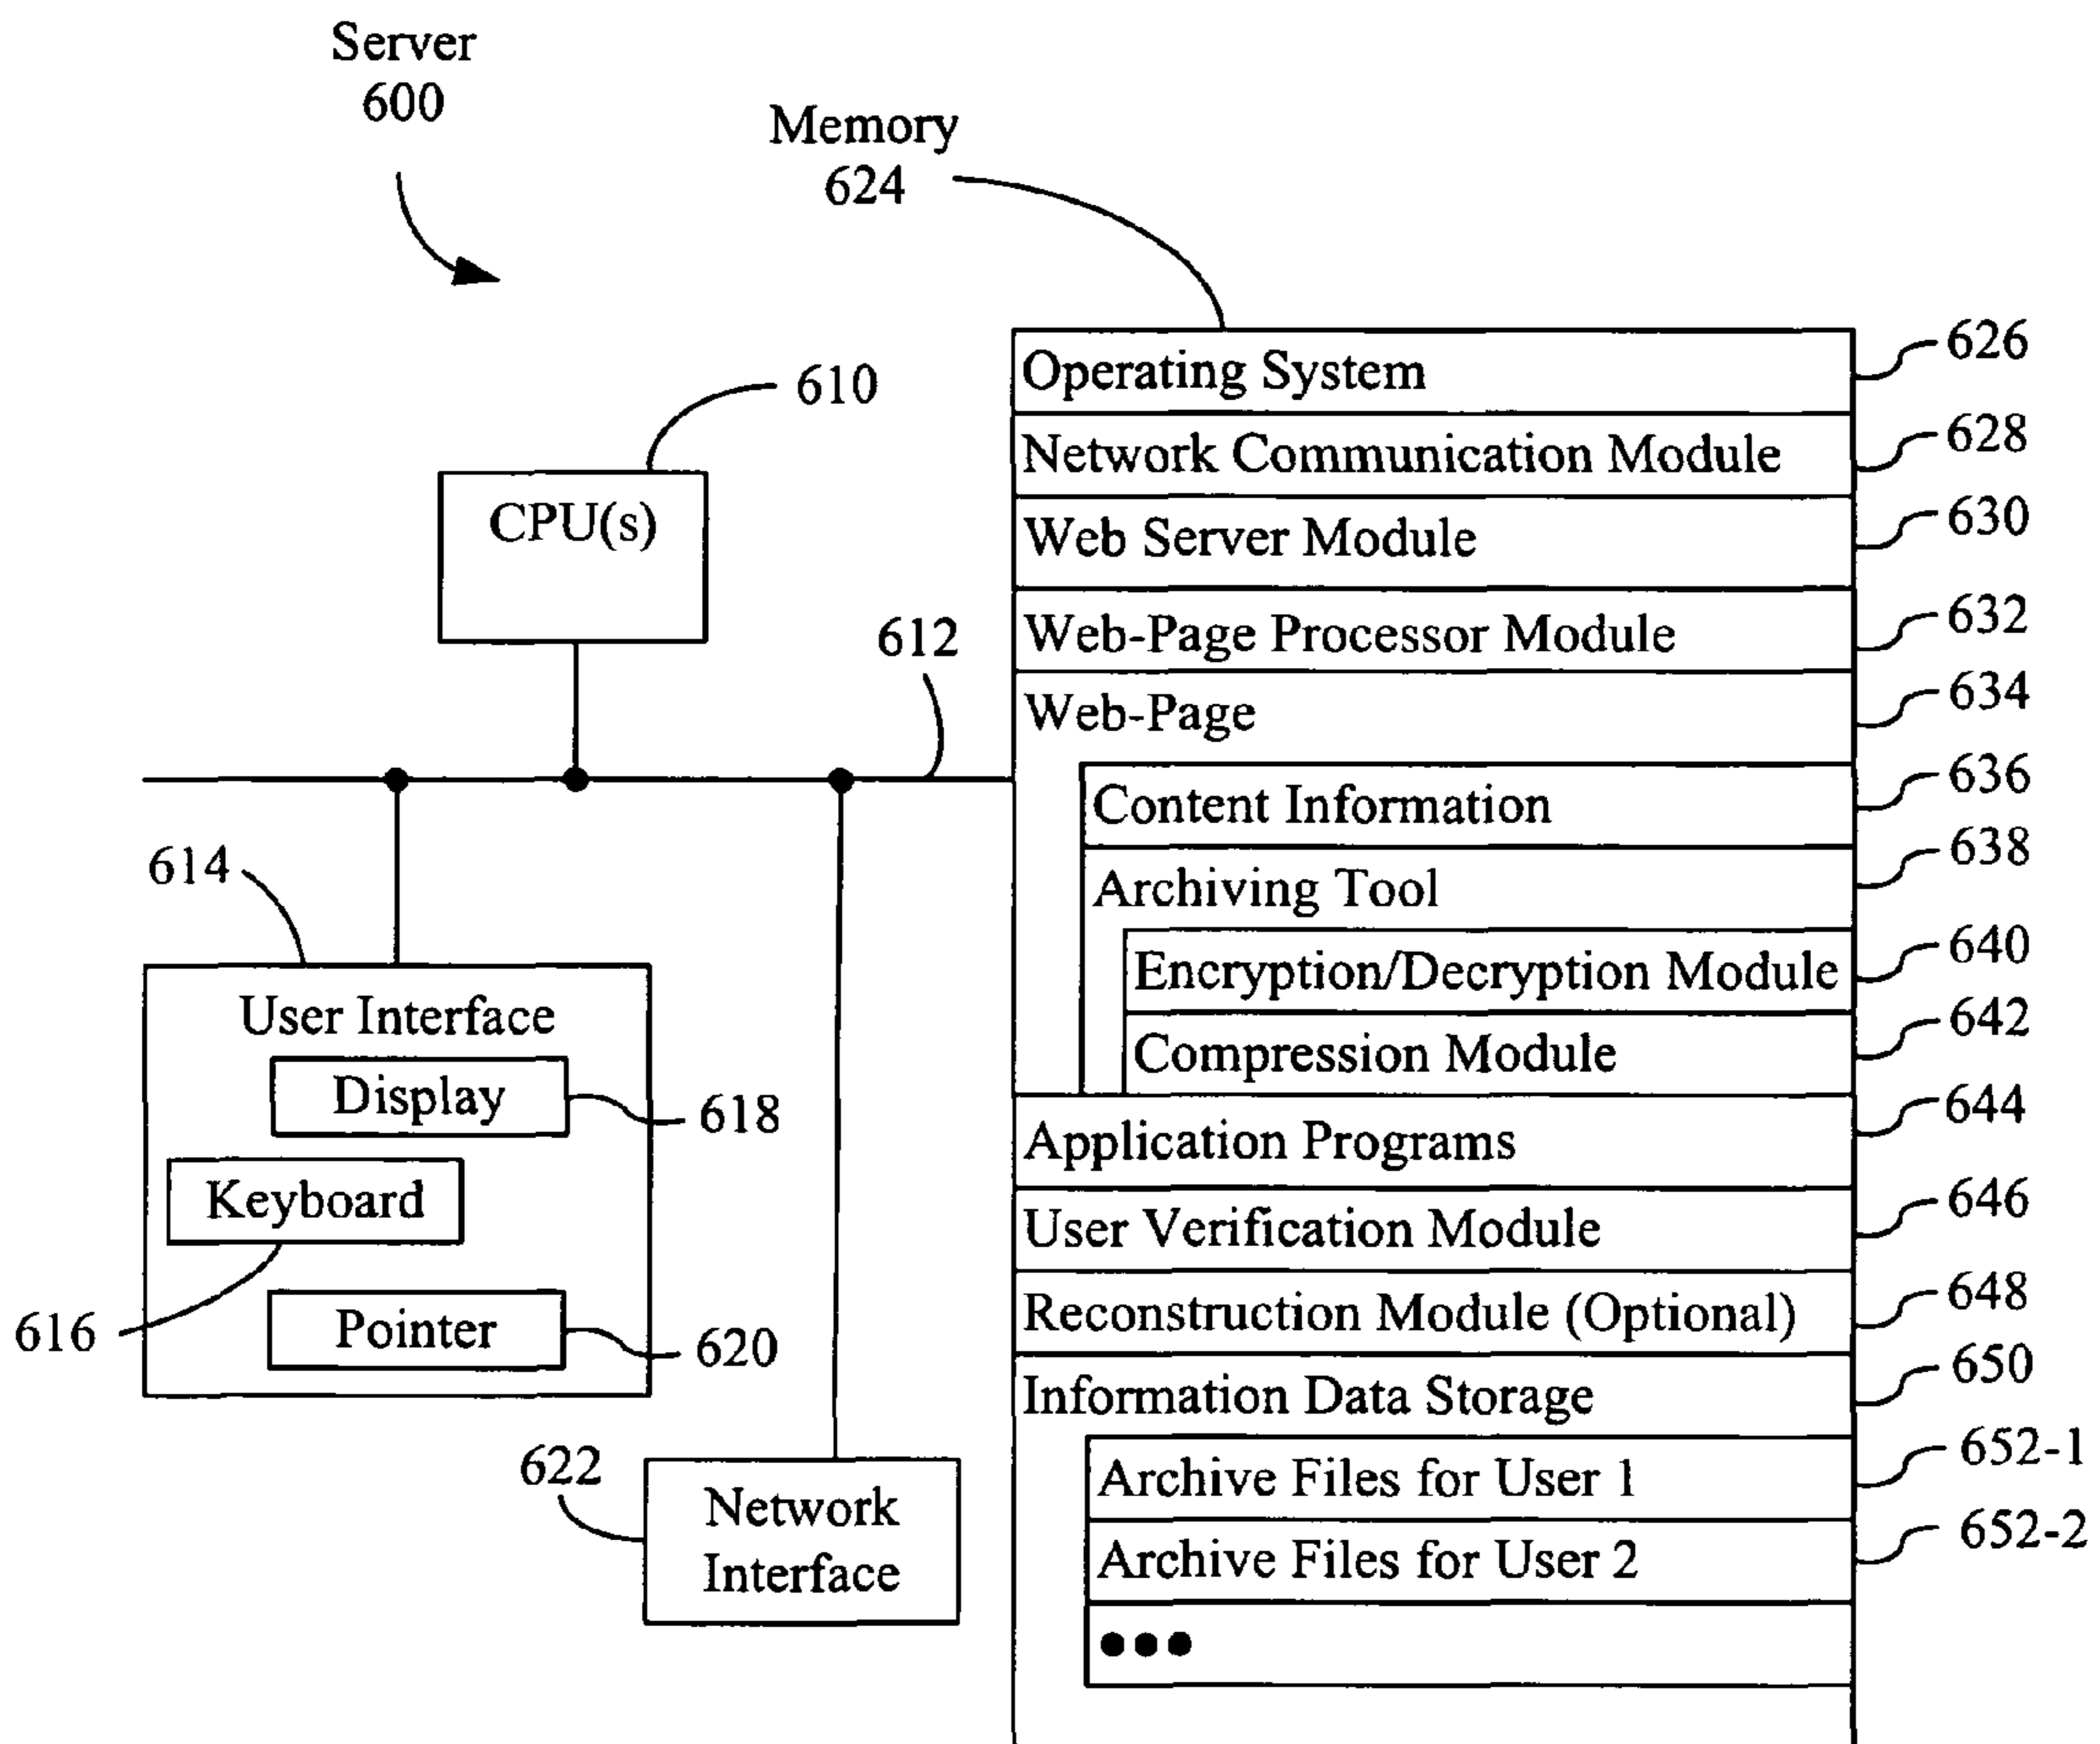 Server
600
Memory
624
610
CPU(s)
612
614
User Interface
Display
618
Keyboard
616
Pointer
620
622
Network
Interface
Operating System
626
Network Communication Module
628
Web Server Module
630
Web-Page Processor Module
632
Web-Page
634
Content Information
636
Archiving Tool
638
Encryption/Decryption Module
640
Compression Module
642
Application Programs
644
User Verification Module
646
Reconstruction Module (Optional)
648
Information Data Storage
650
Archive Files for User 1
652-1
Archive Files for User 2
652-2
●●●